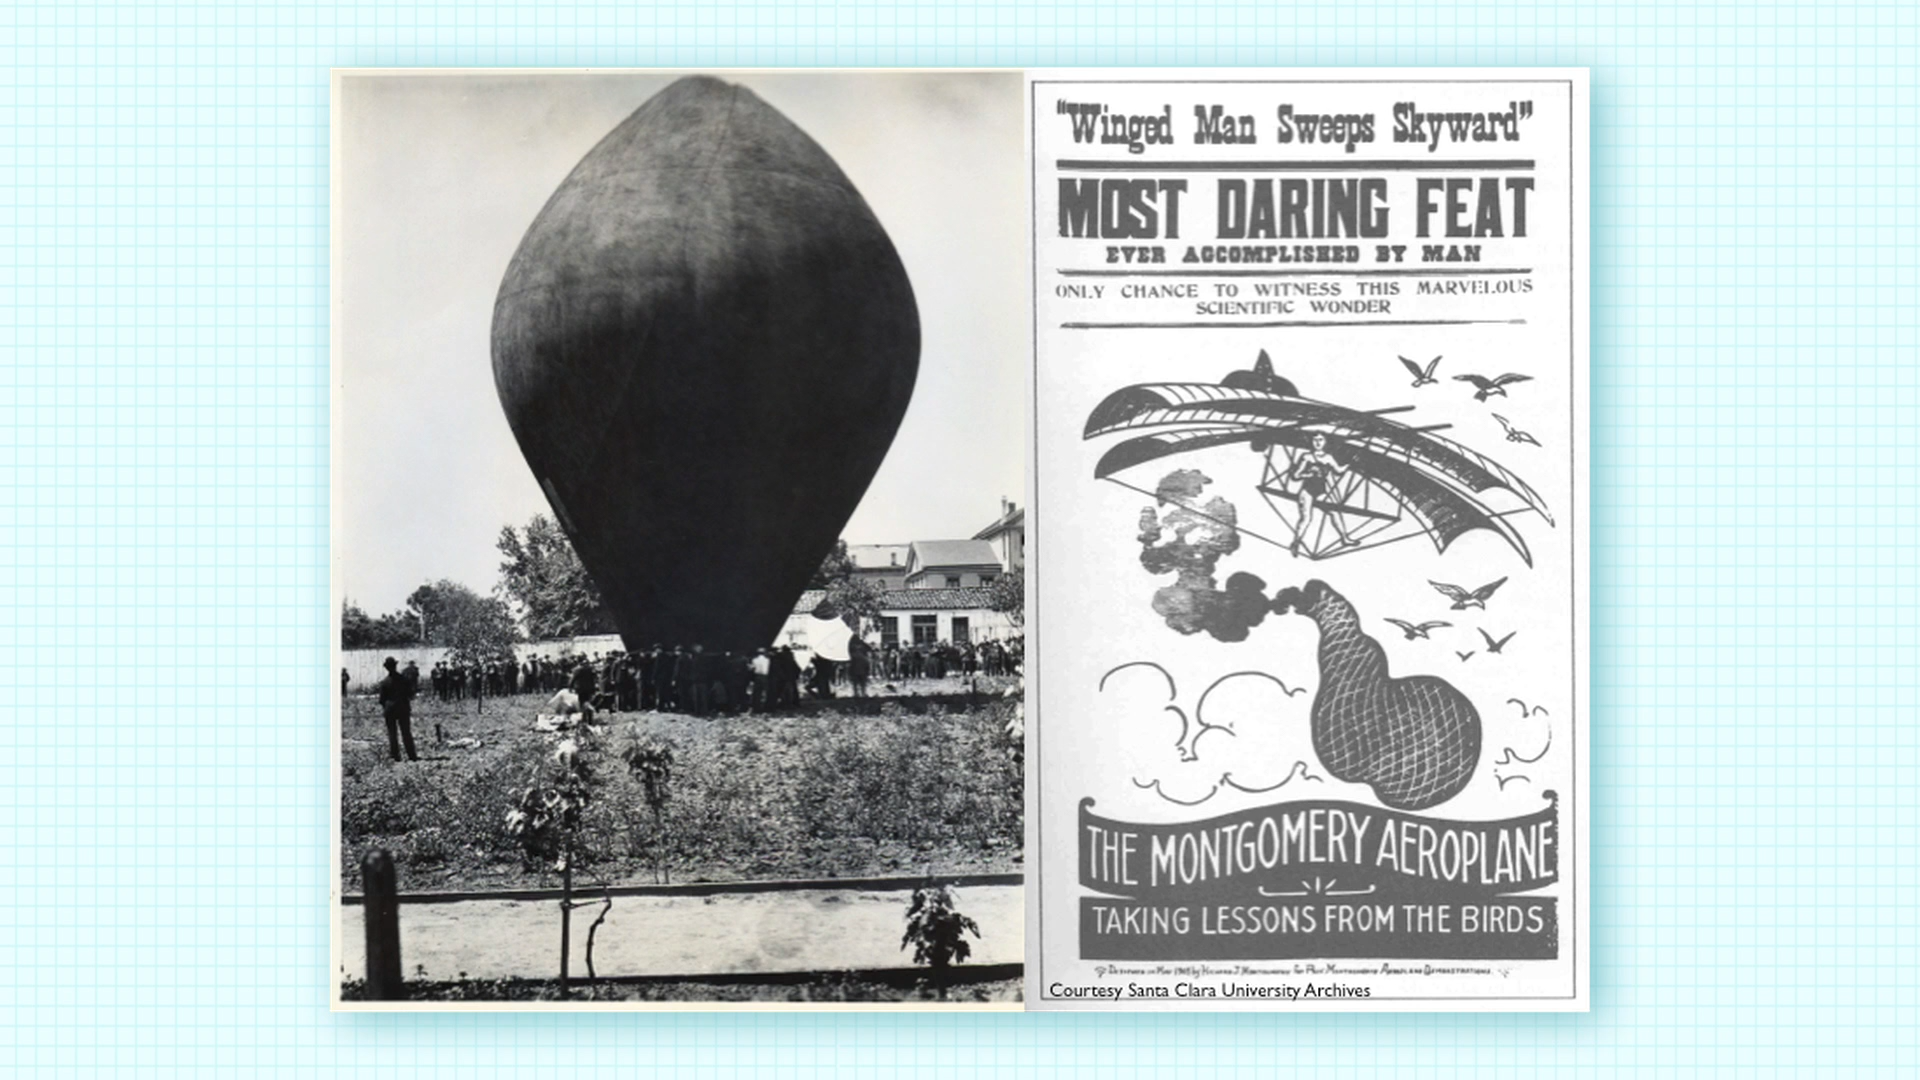 “Winged Man Sweeps Skyward”
MOST DARING FEAT
EVER ACCOMPLISHED BY MAN
ONLY CHANCE TO WITNESS THIS MARVELOUS
SCIENTIFIC WONDER
THE MONTGOMERY AEROPLANE
TAKING LESSONS FROM THE BIRDS
Courtesy Santa Clara University Archives